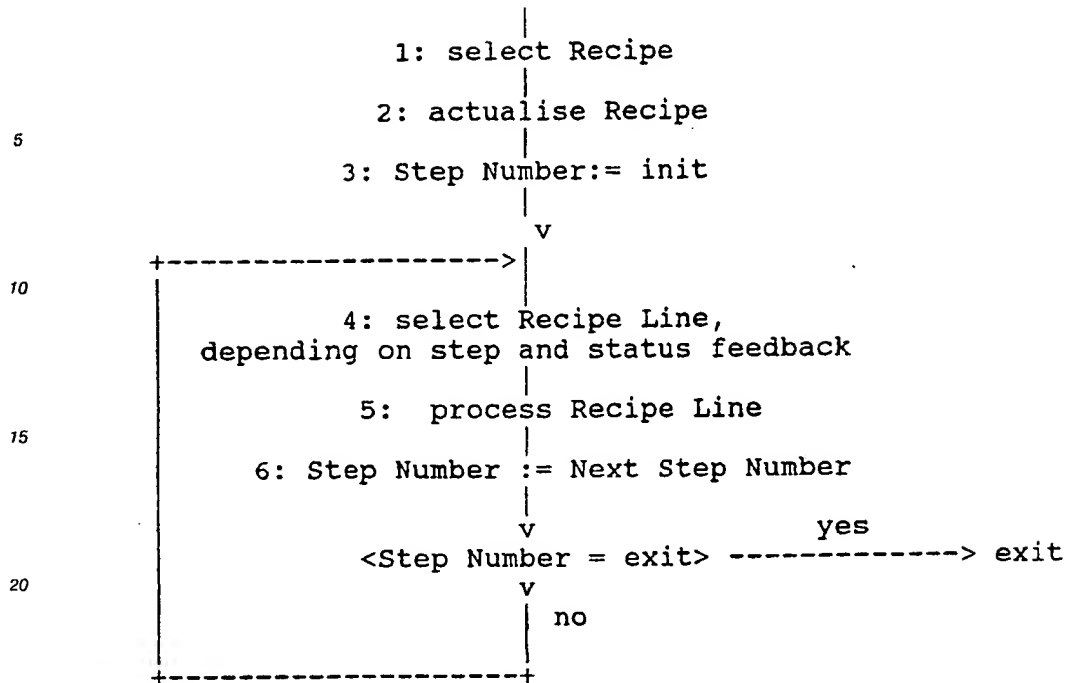 1: select Recipe
2: actualise Recipe
5
3: Step Number:= init
v
+--------------------->
10
4: select Recipe Line,
depending on step and status feedback
5: process Recipe Line
15
6: Step Number := Next Step Number
v
yes
<Step Number = exit> -------------> exit
20
v
no
+---------------------+